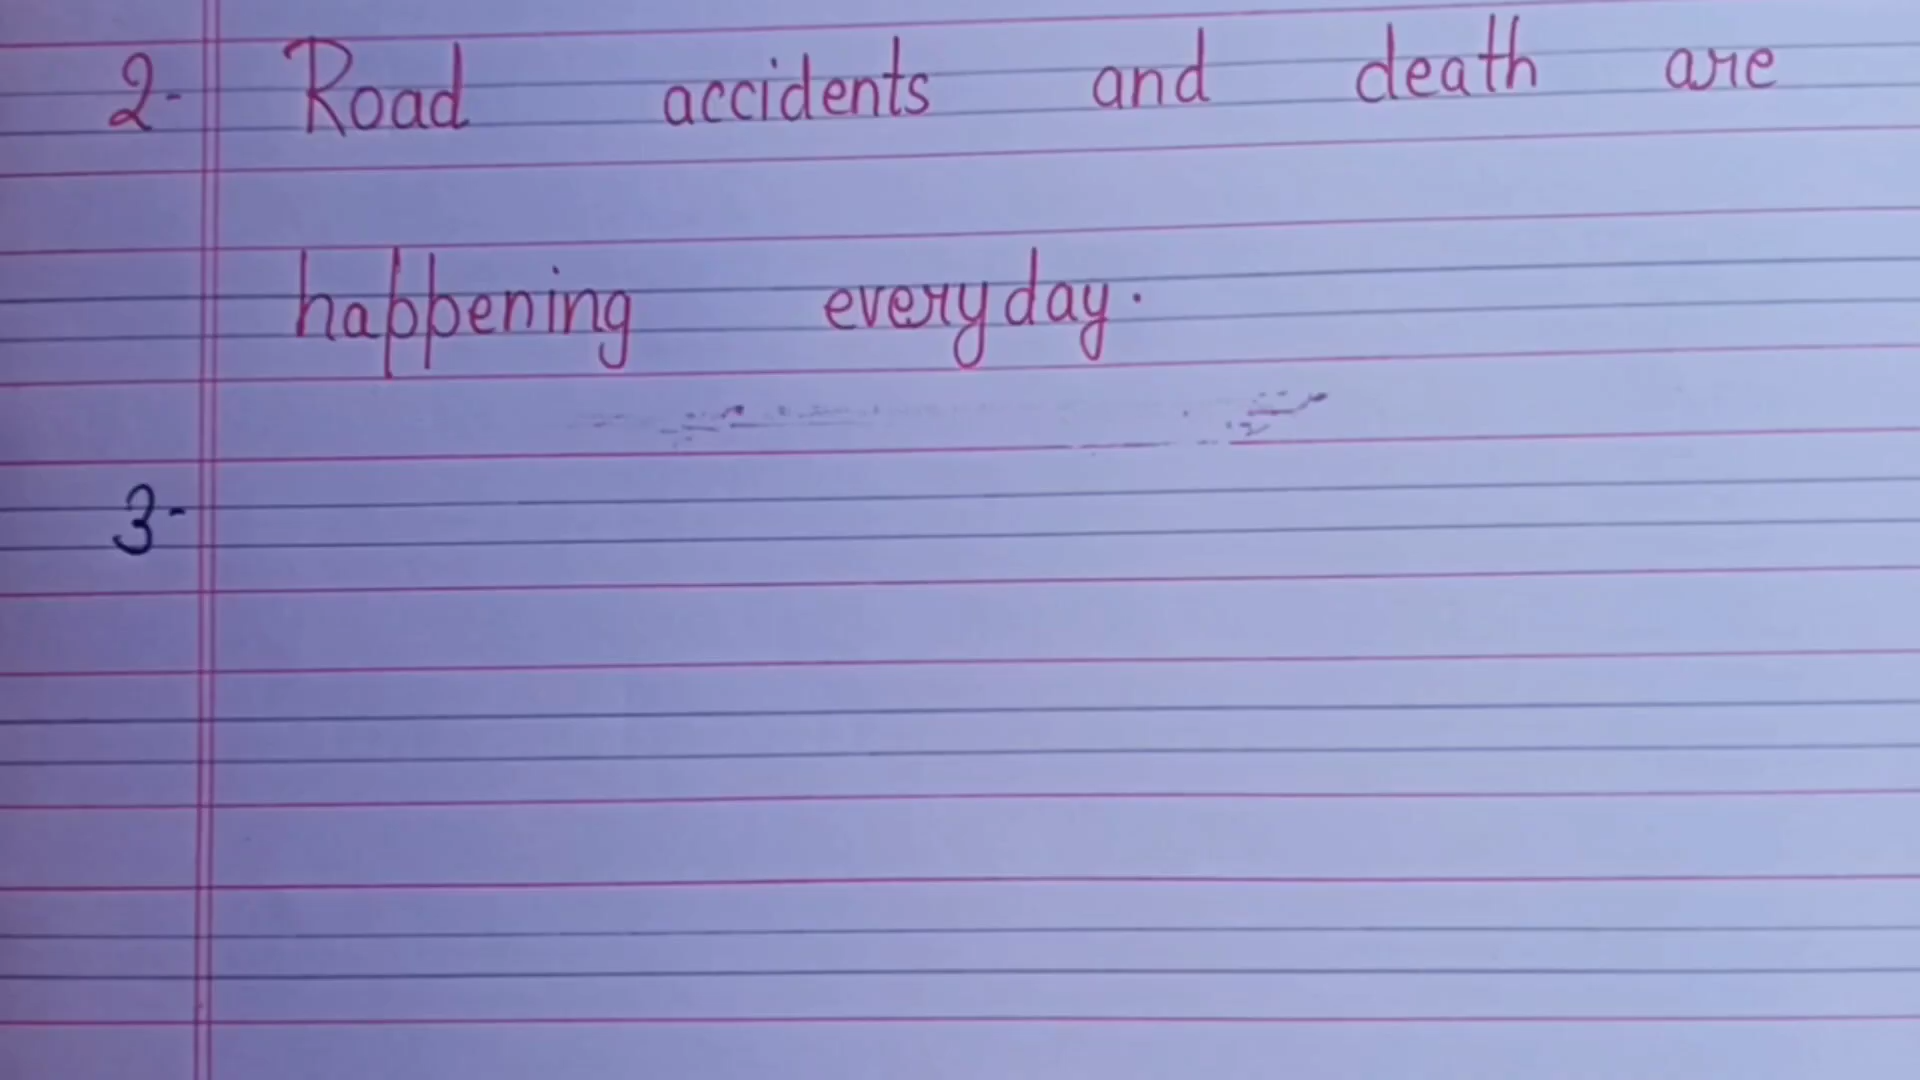 2- Road accidents and death are
happening everyday.
3-